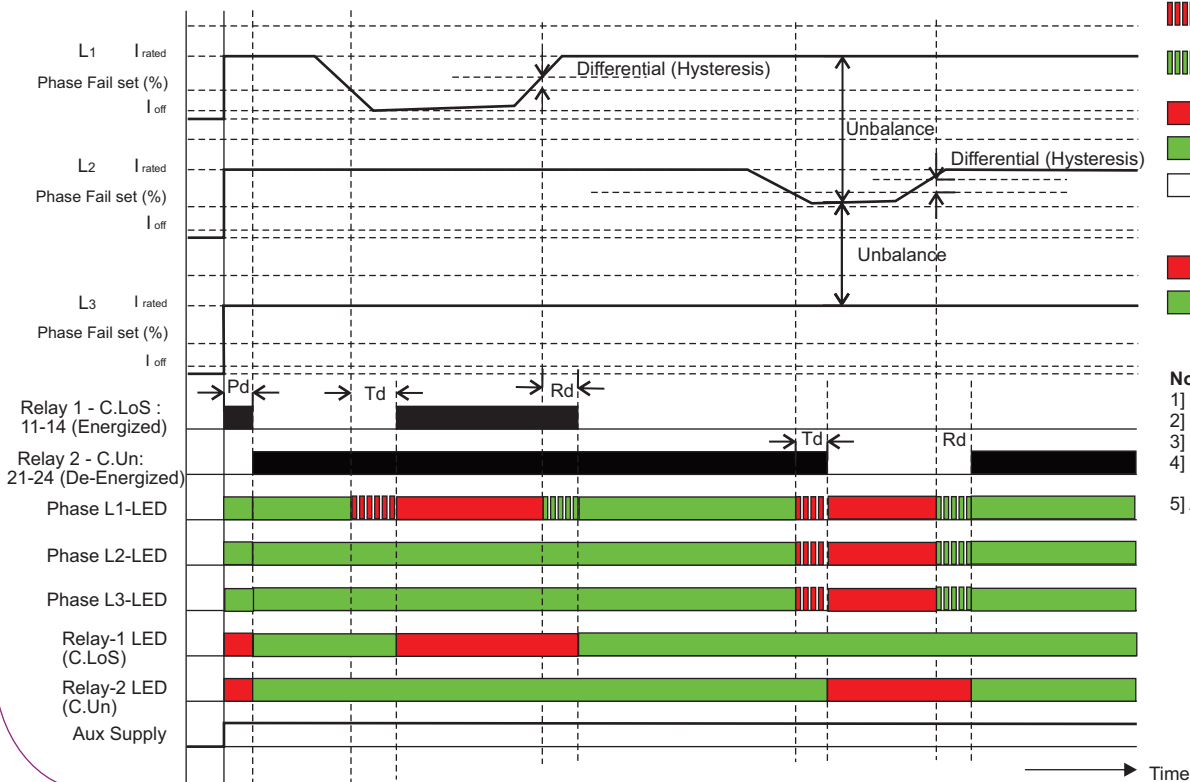 L1 I rated
Phase Fail set (%)
I off
Differential (Hysteresis)
Unbalance
L2 I rated
Phase Fail set (%)
I off
Differential (Hysteresis)
Unbalance
L3 I rated
Phase Fail set (%)
I off
Pd
Td
Rd
Relay 1 - C.LoS :
11-14 (Energized)
Td
Rd
Relay 2 - C.Un:
21-24 (De-Energized)
Phase L1-LED
Phase L2-LED
Phase L3-LED
Relay-1 LED
(C.LoS)
Relay-2 LED
(C.Un)
Aux Supply
Time
1]
2]
3]
4]
5]